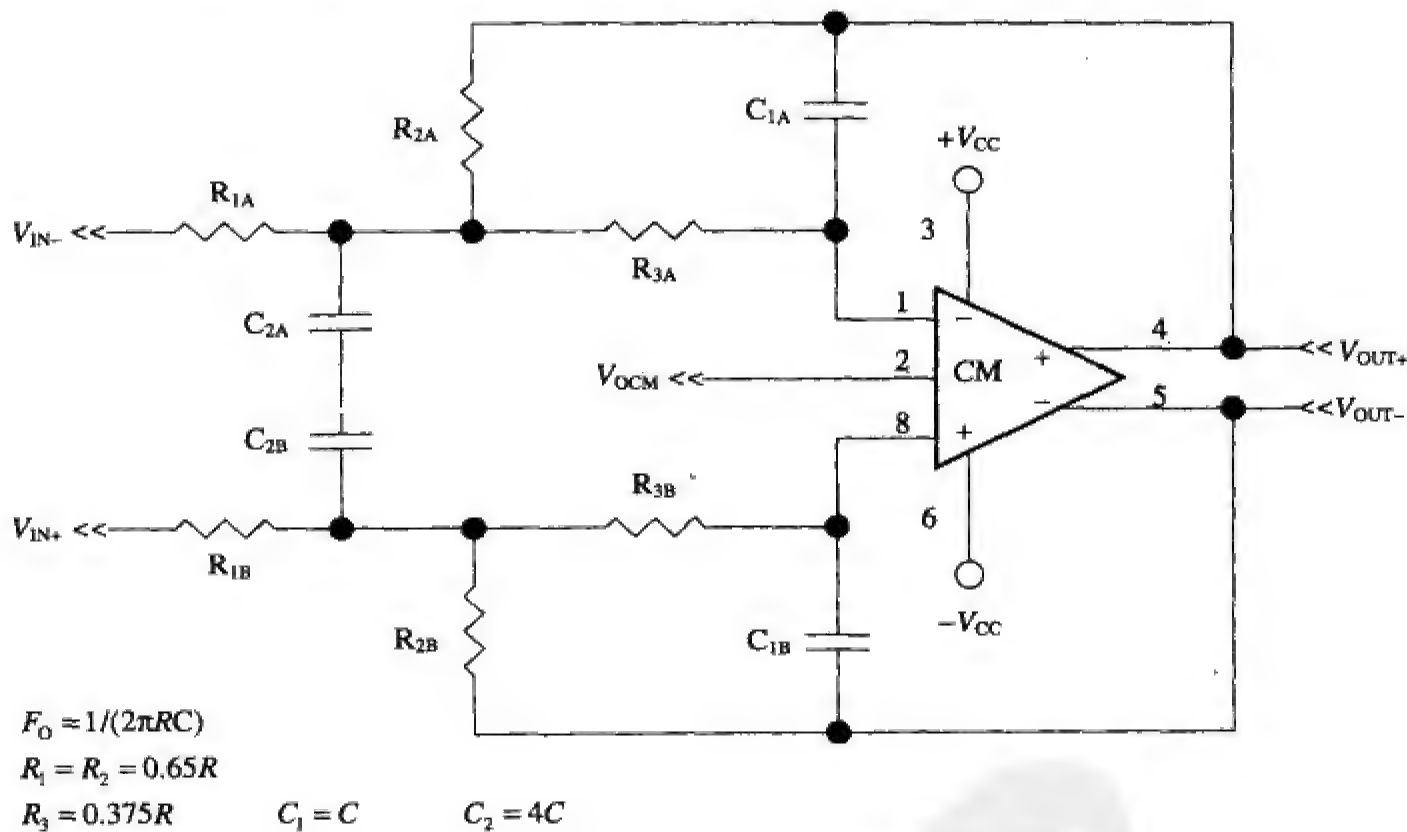 C1A
R2A
+VCC
R1A
VIN− <<
3
R3A
C2A
1
−
4
+
<< VOUT+
VOCM <<
2
CM
C2B
8
−
5
<<VOUT−
+
R3B
VIN+ <<
6
R1B
−VCC
R2B
C1B
FO = 1/(2πRC)
R1 = R2 = 0.65R
R3 = 0.375R C1 = C C2 = 4C